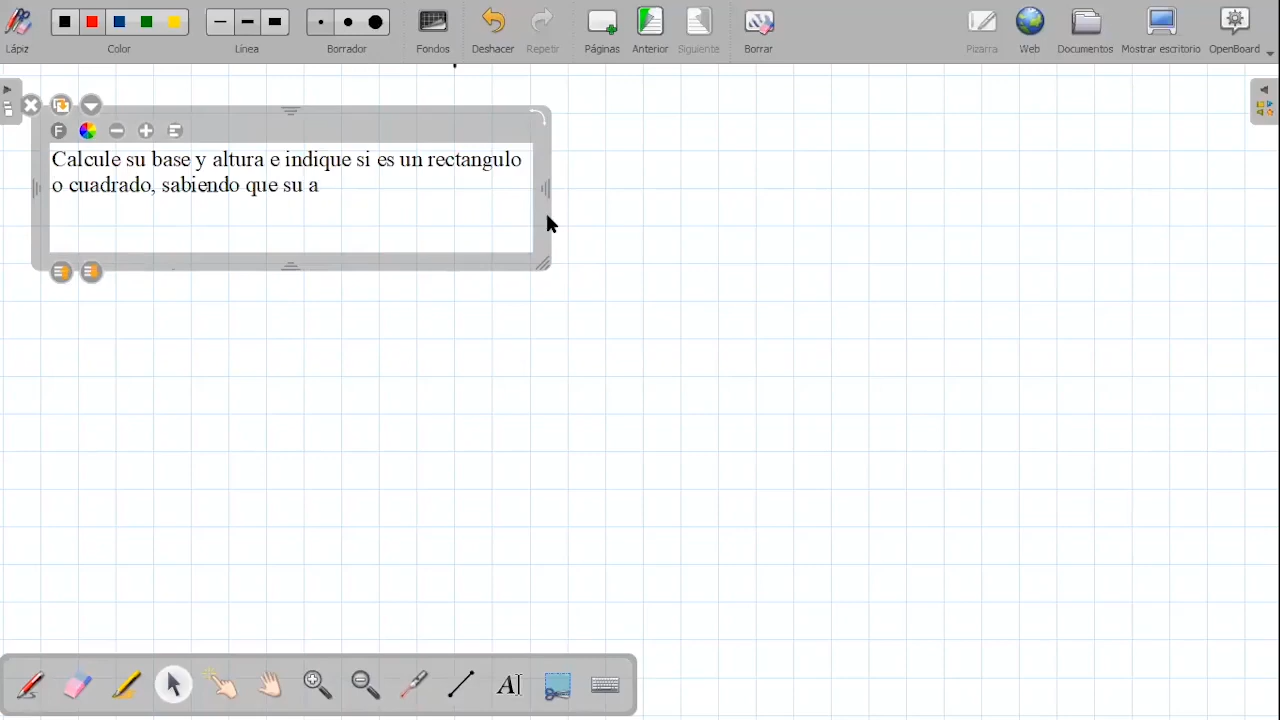 Lápiz
Color
Línea
Borrador
Fondos
Deshacer
Repetir
Páginas
Anterior
Siguiente
Borrar
Pizarra
Web
Documentos
Mostrar escritorio
OpenBoard
F
Calcule su base y altura e indique si es un rectangulo
o cuadrado, sabiendo que su a
A